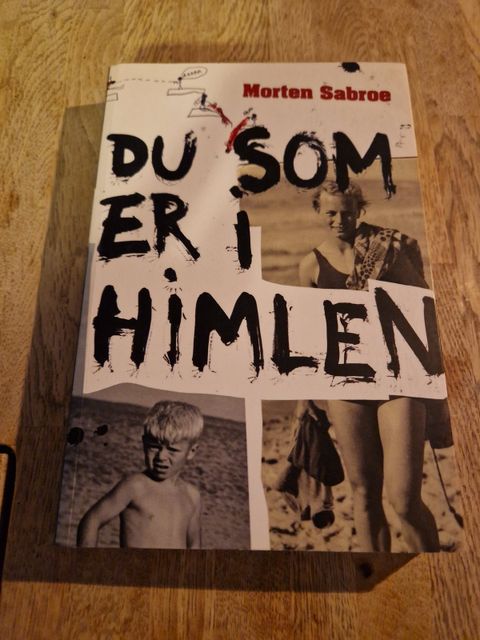 Morten Sabroe
DU SOM
ER i
HiMLEN